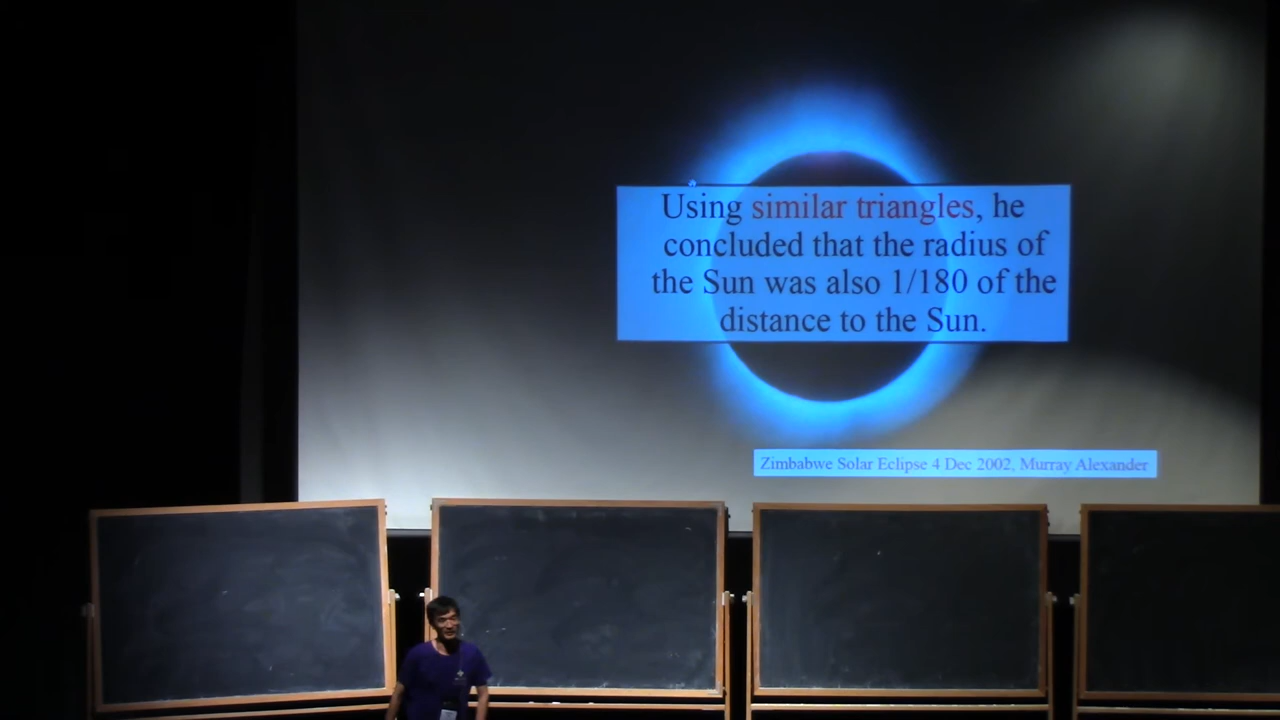 Using similar triangles, he
concluded that the radius of
the Sun was also 1/180 of the
distance to the Sun.
Zimbabwe Solar Eclipse 4 Dec 2002, Murray Alexander